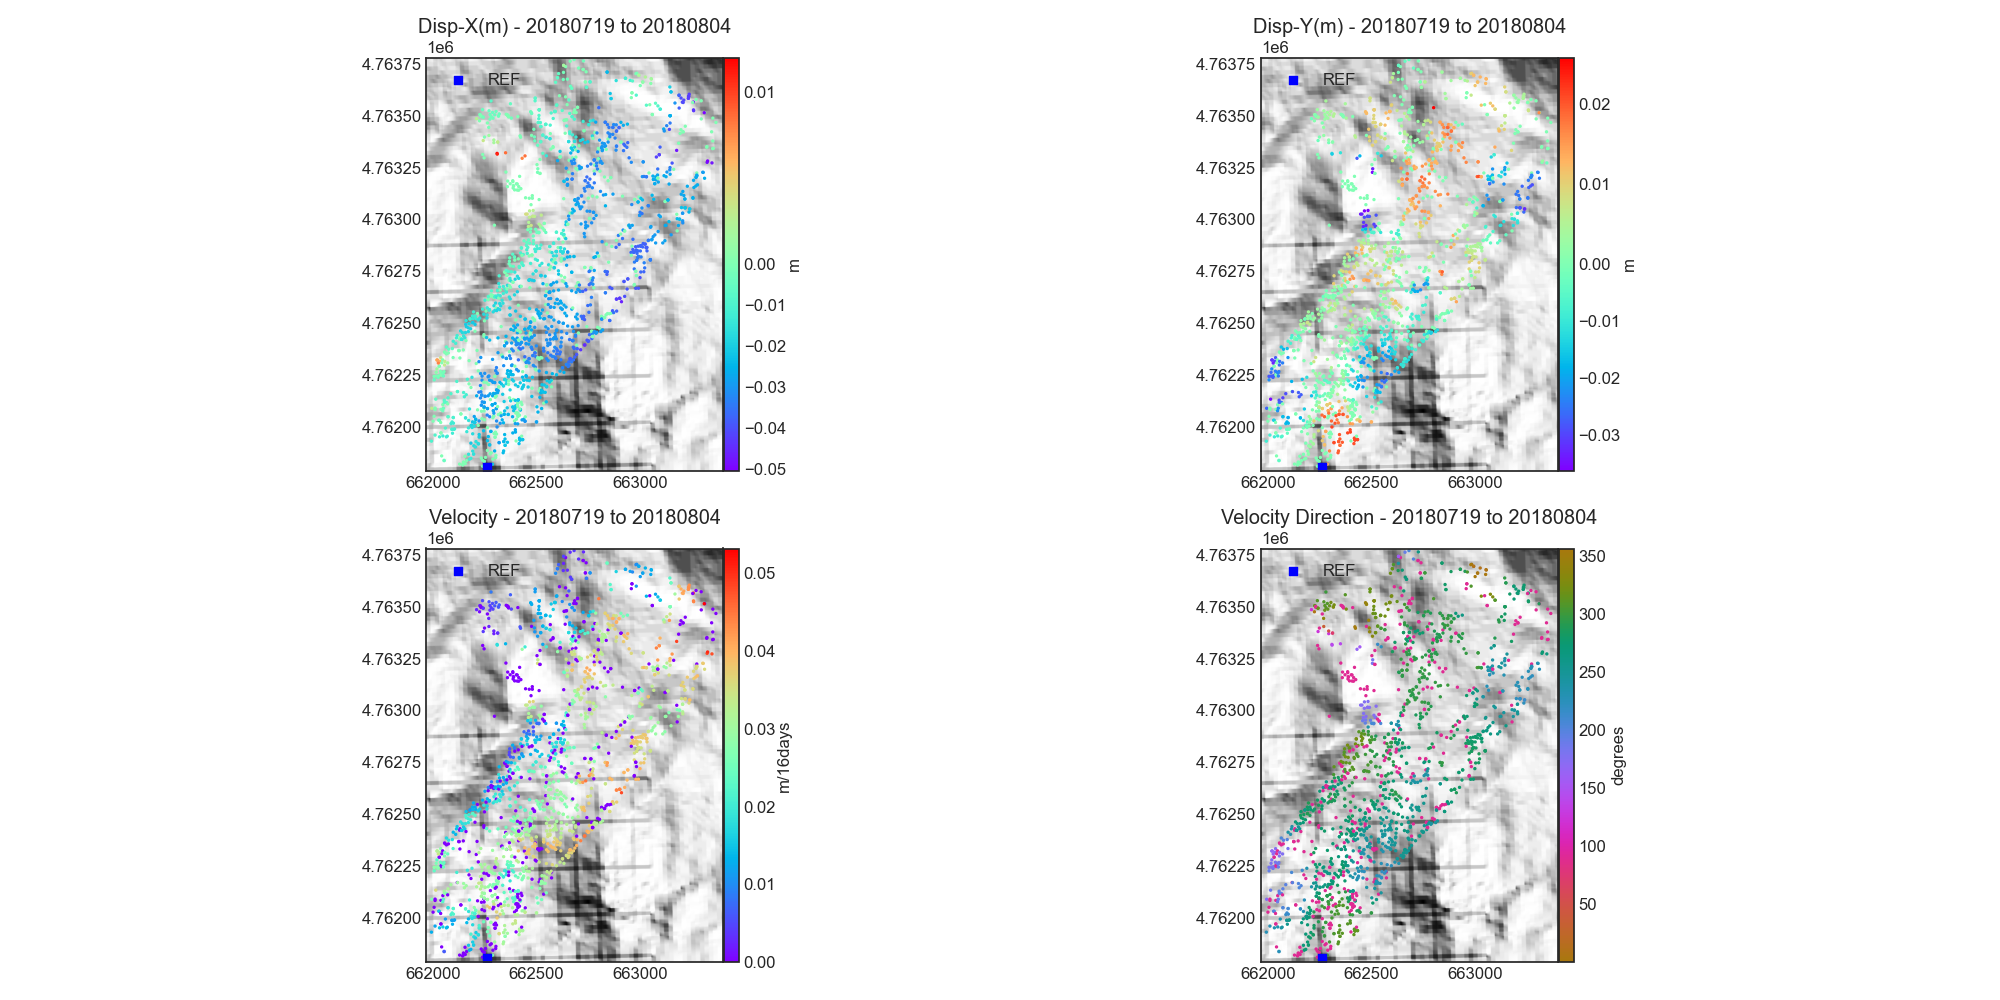 Disp-X(m) - 20180719 to 20180804
1e6
REF
4.76375
4.76350
4.76325
4.76300
4.76275
4.76250
4.76225
4.76200
662000 662500 663000
0.01
0.00
−0.01
−0.02
−0.03
−0.04
−0.05
m
Disp-Y(m) - 20180719 to 20180804
1e6
REF
4.76375
4.76350
4.76325
4.76300
4.76275
4.76250
4.76225
4.76200
662000 662500 663000
0.02
0.01
0.00
−0.01
−0.02
−0.03
m
Velocity - 20180719 to 20180804
1e6
REF
4.76375
4.76350
4.76325
4.76300
4.76275
4.76250
4.76225
4.76200
662000 662500 663000
0.05
0.04
0.03
0.02
0.01
0.00
m/16days
Velocity Direction - 20180719 to 20180804
1e6
REF
4.76375
4.76350
4.76325
4.76300
4.76275
4.76250
4.76225
4.76200
662000 662500 663000
350
300
250
200
150
100
50
degrees